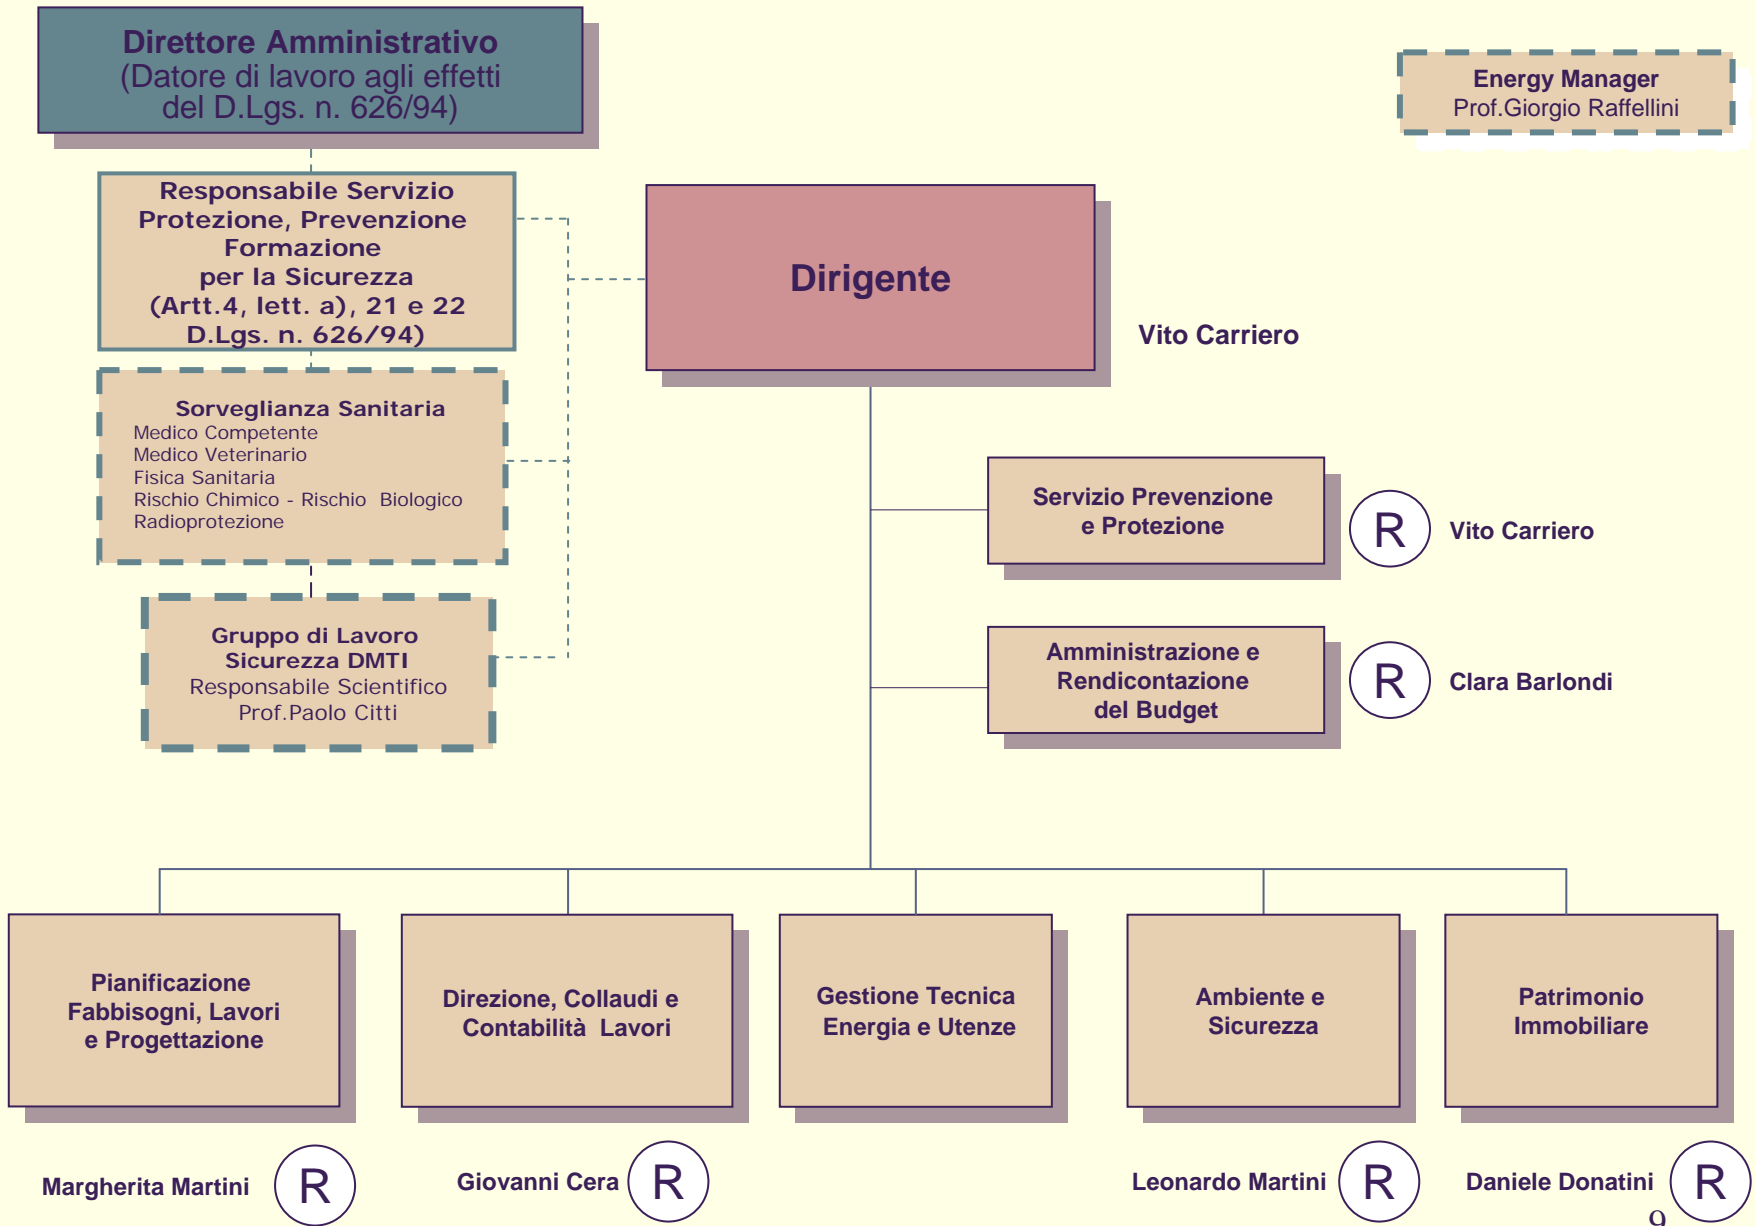 Direttore Amministrativo
(Datore di lavoro agli effetti
del D.Lgs. n. 626/94)
Energy Manager
Prof.Giorgio Raffellini
Responsabile Servizio
Protezione, Prevenzione
Formazione
per la Sicurezza
(Artt.4, lett. a), 21 e 22
D.Lgs. n. 626/94)
Dirigente
Vito Carriero
Sorveglianza Sanitaria
Medico Competente
Medico Veterinario
Fisica Sanitaria
Rischio Chimico - Rischio Biologico
Radioprotezione
Servizio Prevenzione
e Protezione
R
Vito Carriero
Gruppo di Lavoro
Sicurezza DMTI
Responsabile Scientifico
Prof.Paolo Citti
Amministrazione e
Rendicontazione
del Budget
R
Clara Barlondi
Pianificazione
Fabbisogni, Lavori
e Progettazione
Direzione, Collaudi e
Contabilità Lavori
Gestione Tecnica
Energia e Utenze
Ambiente e
Sicurezza
Patrimonio
Immobiliare
Margherita Martini
R
Giovanni Cera
R
Leonardo Martini
R
Daniele Donatini
R
9